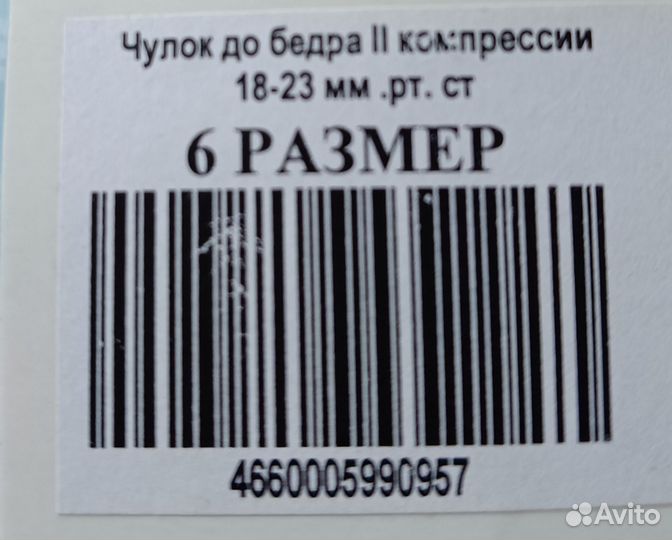 Чулок до бедра II компрессии
18-23 мм .рт. ст
6 РАЗМЕР
4660005990957
Avito